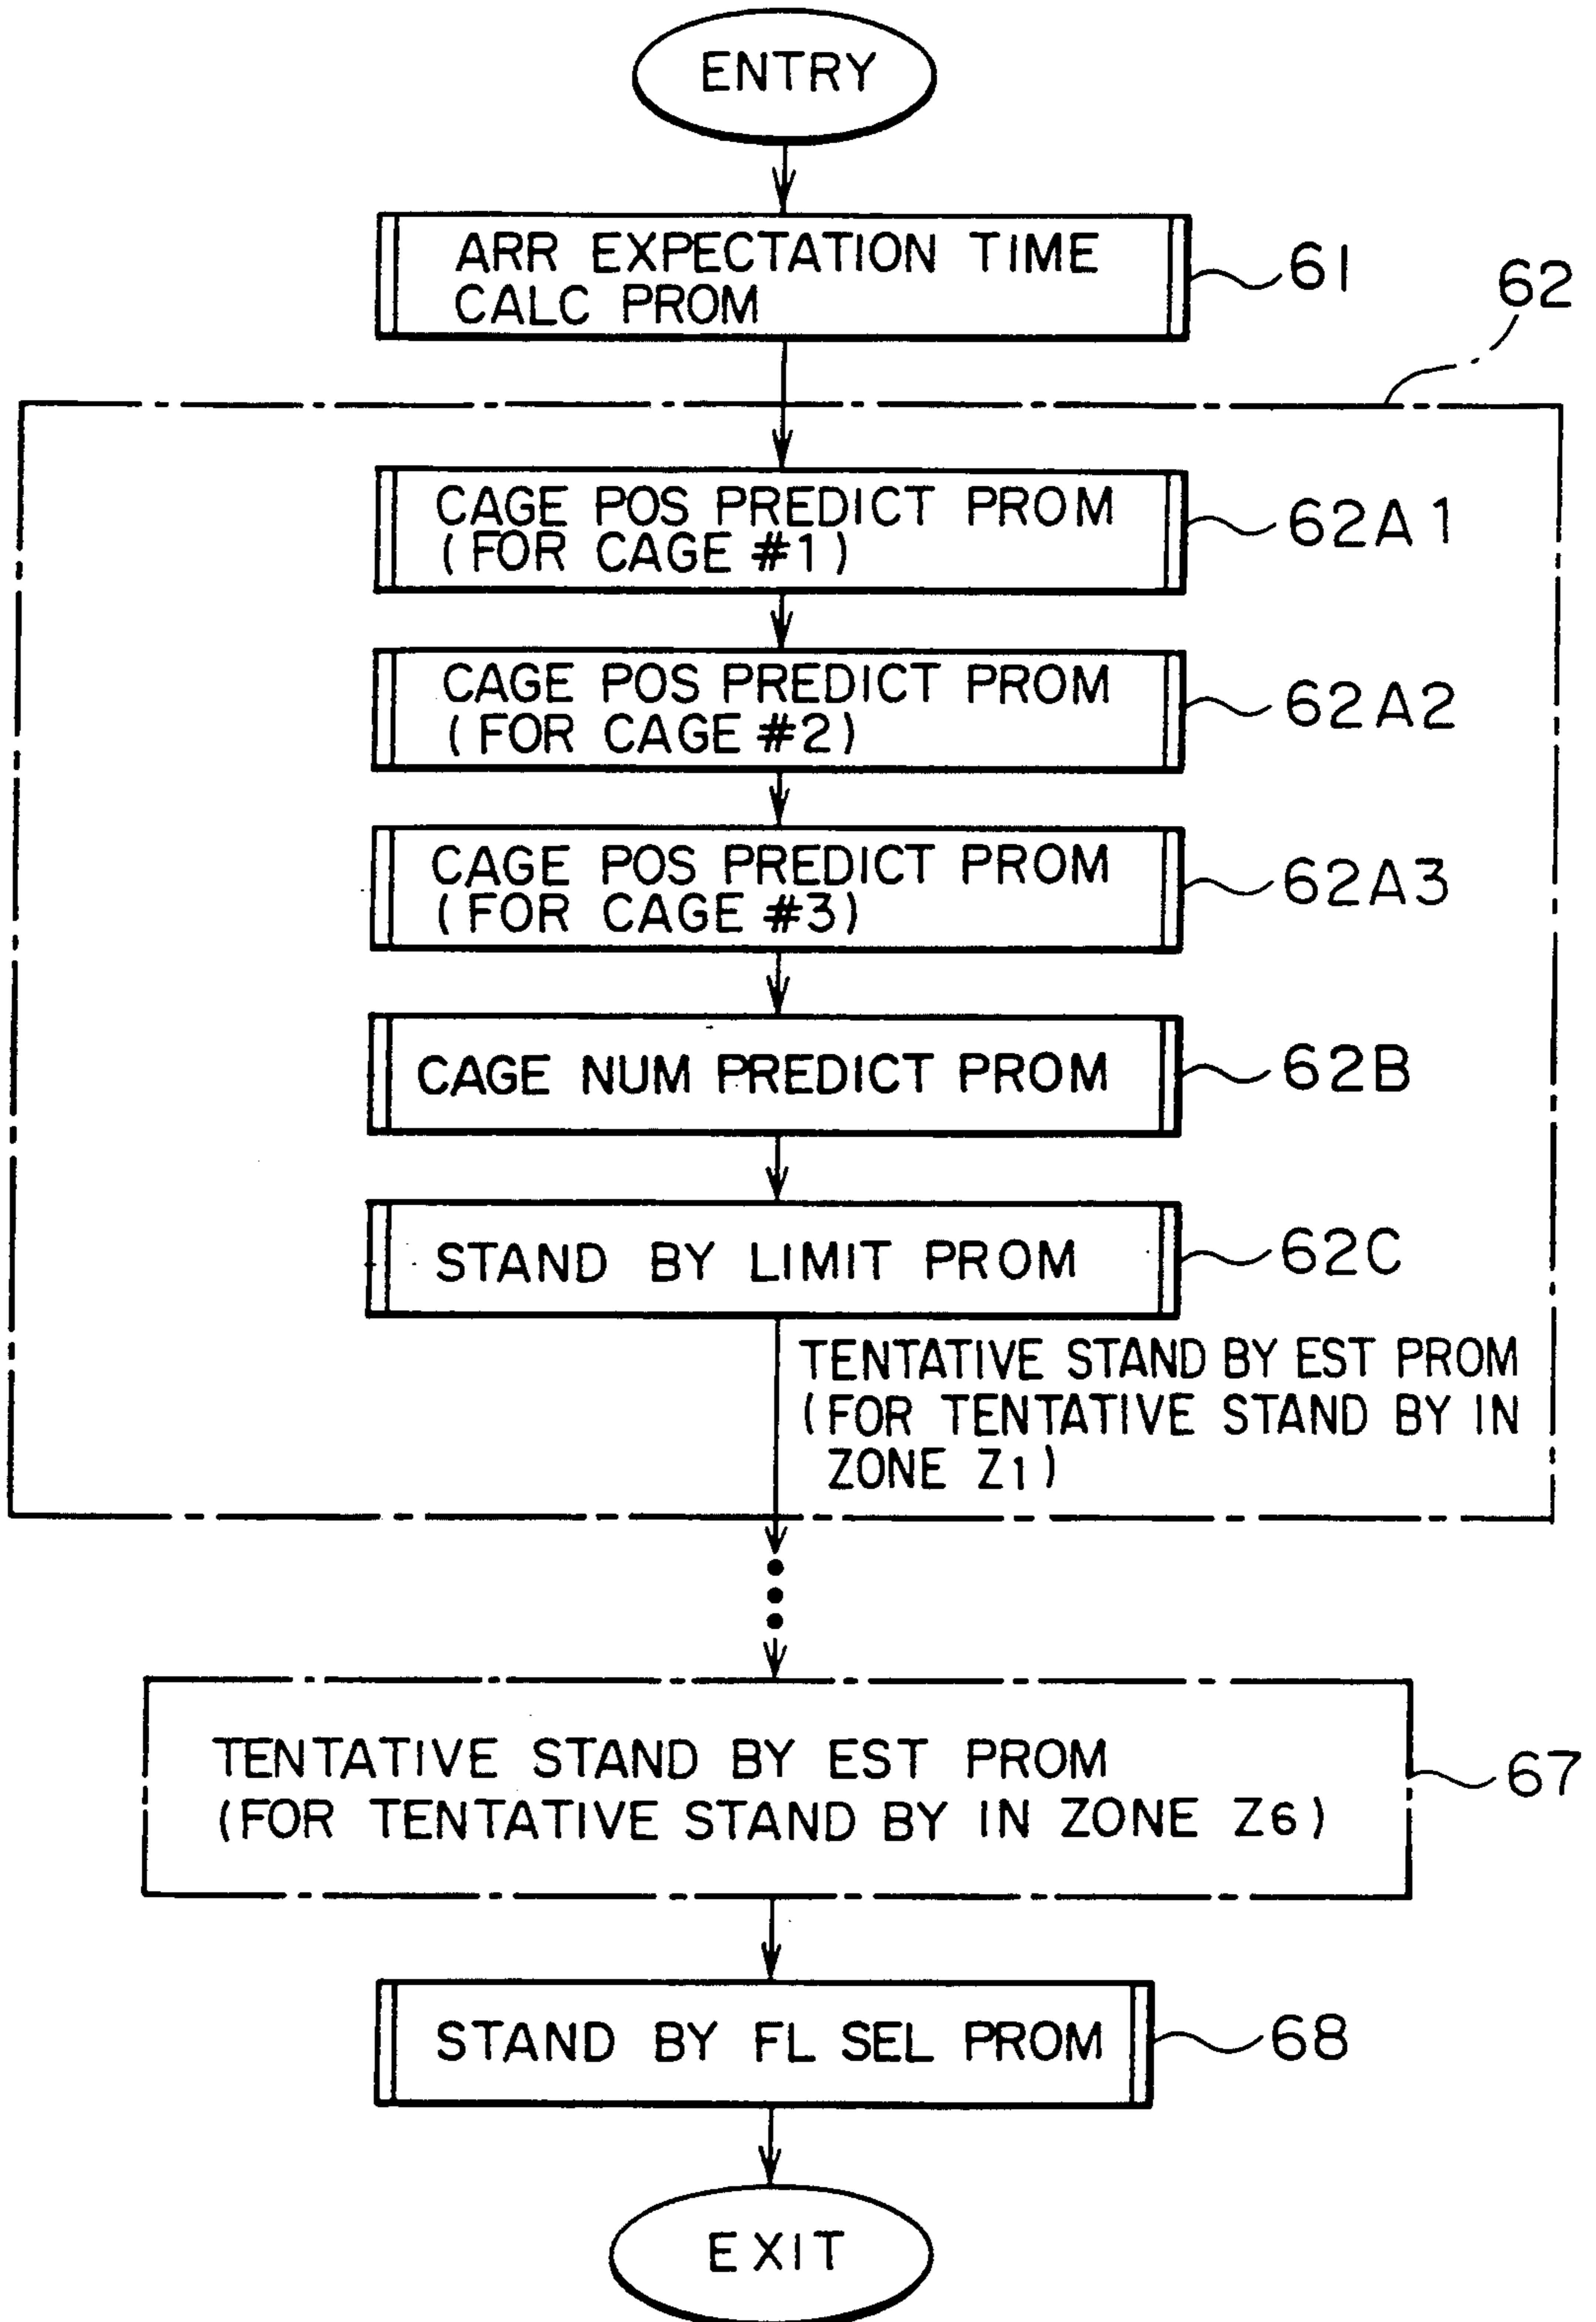 ENTRY
ARR EXPECTATION TIME
CALC PROM
61
62
CAGE POS PREDICT PROM
(FOR CAGE #1)
62A1
CAGE POS PREDICT PROM
(FOR CAGE #2)
62A2
CAGE POS PREDICT PROM
(FOR CAGE #3)
62A3
CAGE NUM PREDICT PROM
62B
STAND BY LIMIT PROM
62C
TENTATIVE STAND BY EST PROM
(FOR TENTATIVE STAND BY IN
ZONE Z1)
TENTATIVE STAND BY EST PROM
(FOR TENTATIVE STAND BY IN ZONE Z6)
67
STAND BY FL SEL PROM
68
EXIT